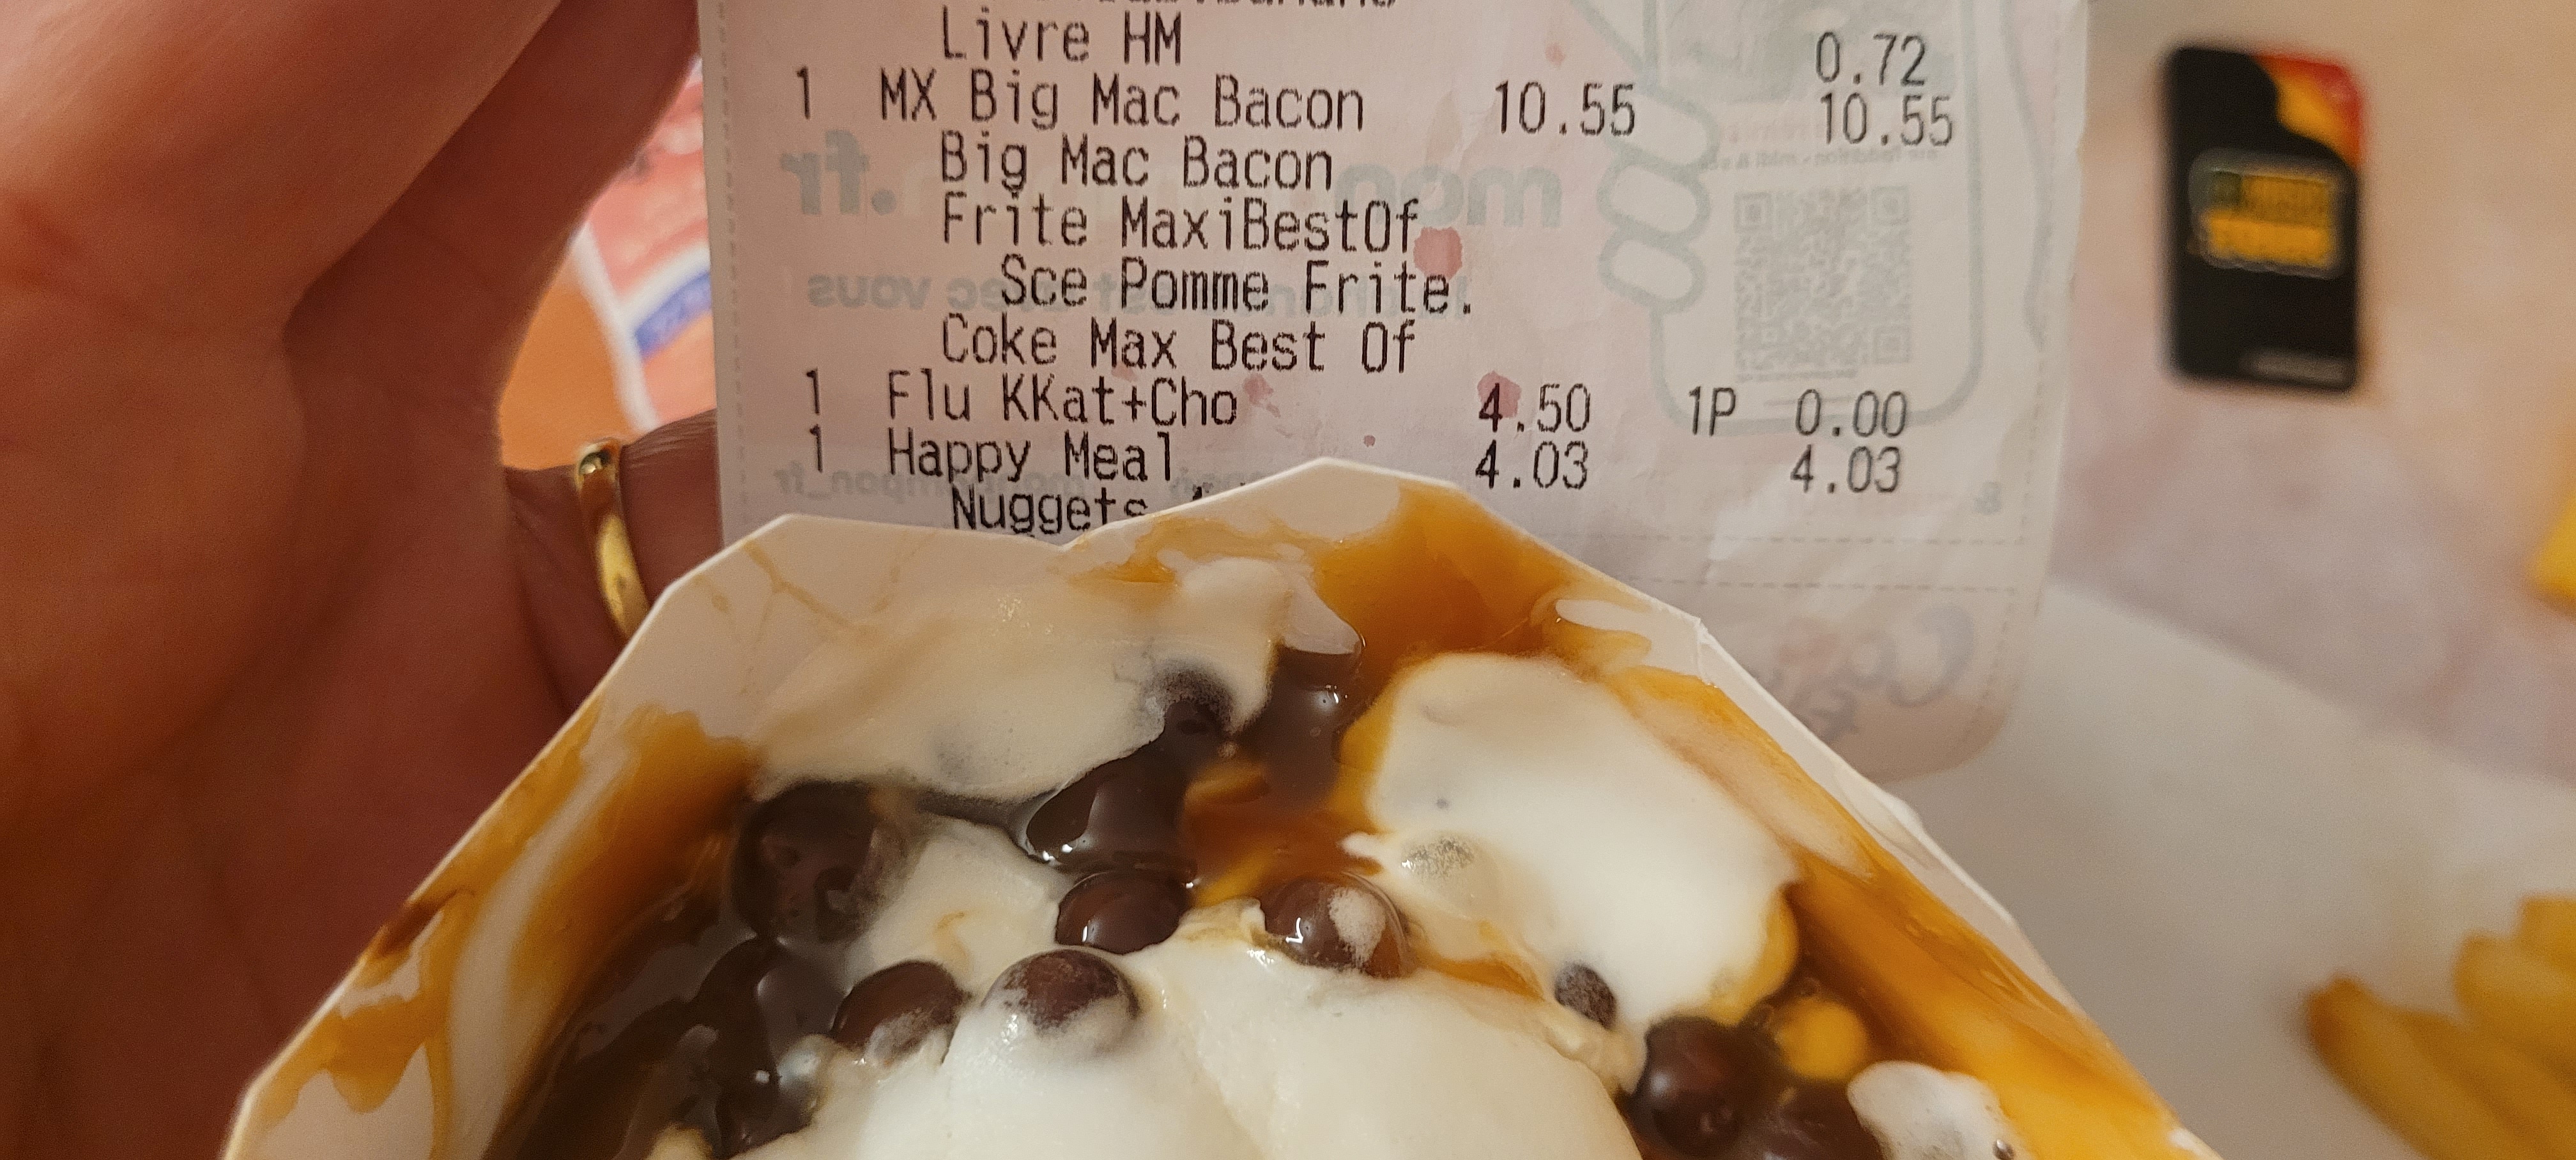 Livre HM 0.72
1 MX Big Mac Bacon 10.55 10.55
Big Mac Bacon
Frite MaxiBestOf
Sce Pomme Frite.
Coke Max Best Of
1 Flu KKat+Cho 4.50 1P 0.00
1 Happy Meal 4.03 4.03
Nuggets